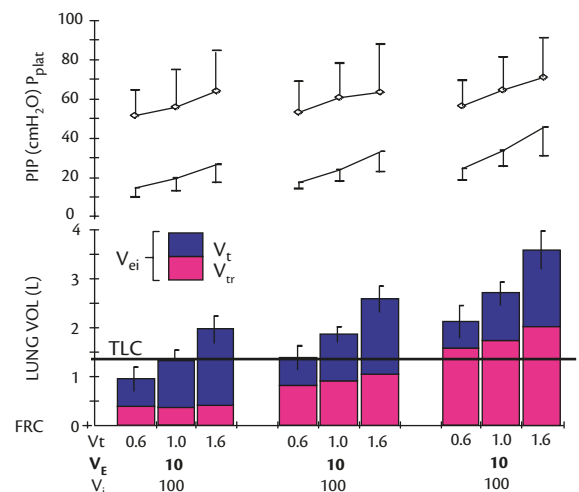 PIP (cmH₂O) Pplat
100
80
60
40
20
0
LUNG VOL (L)
4
3
2
1
0
FRC
TLC
Vei
Vt
Vtr
Vt 0.6 1.0 1.6 0.6 1.0 1.6 0.6 1.0 1.6
VE 10 10 10
Vi 100 100 100